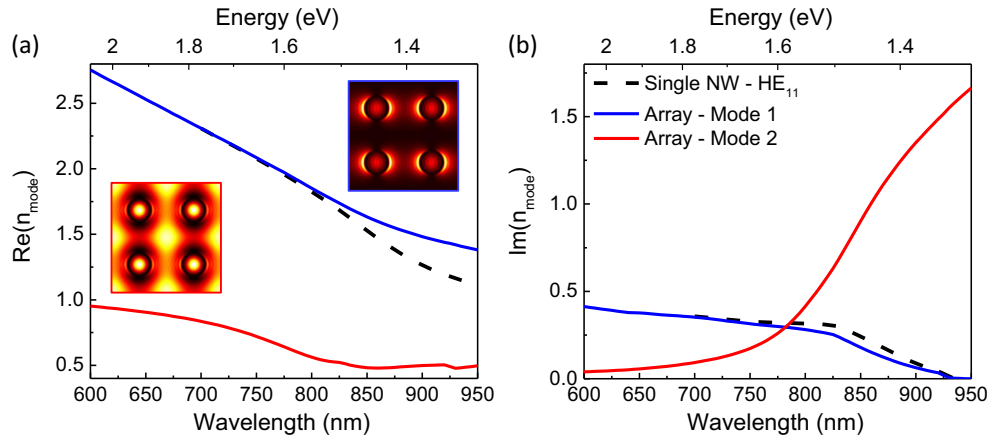 (a)
Energy (eV)
2
1.8
1.6
1.4
2.5
2.0
1.5
1.0
0.5
Re(n_mode)
600 650 700 750 800 850 900 950
Wavelength (nm)
(b)
Energy (eV)
2
1.8
1.6
1.4
Single NW - HE₁₁
Array - Mode 1
Array - Mode 2
1.5
1.0
0.5
0.0
Im(n_mode)
600 650 700 750 800 850 900 950
Wavelength (nm)